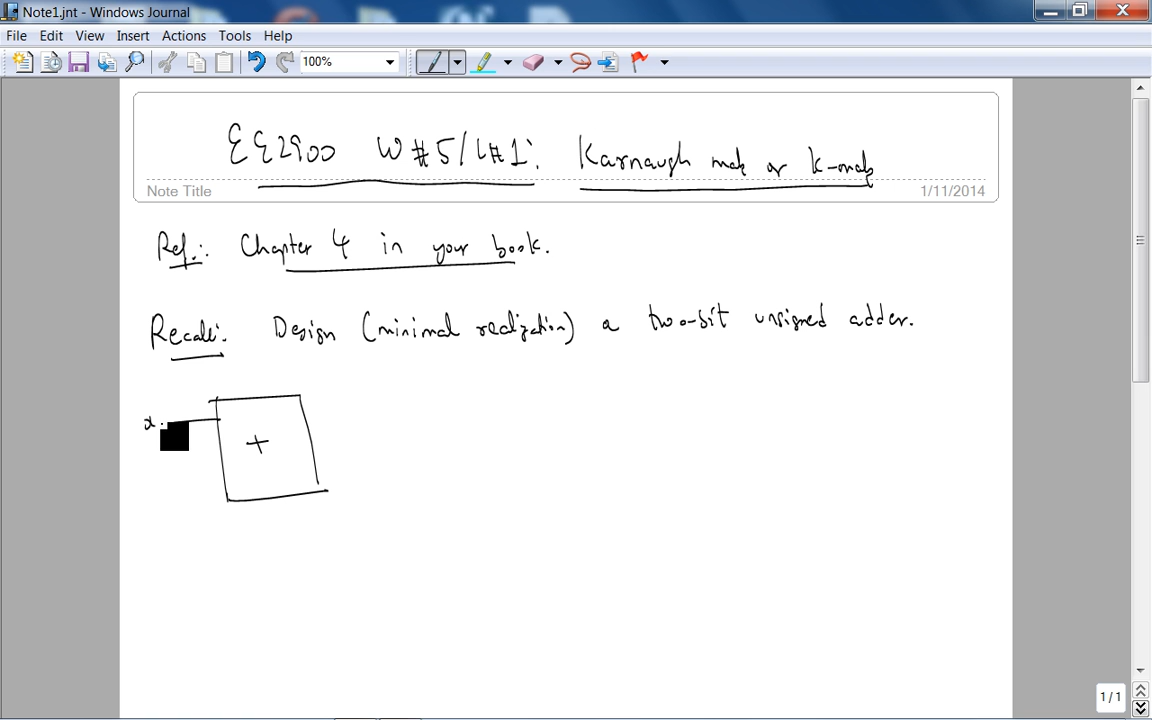 Note1.jnt - Windows Journal
File Edit View Insert Actions Tools Help
100%
EE2900 W#5/L#1: Karnaugh map or k-map
Note Title
1/11/2014
Ref.: Chapter 4 in your book.
Recall: Design (minimal realization) a two-bit unsigned adder.
x
+
1 / 1